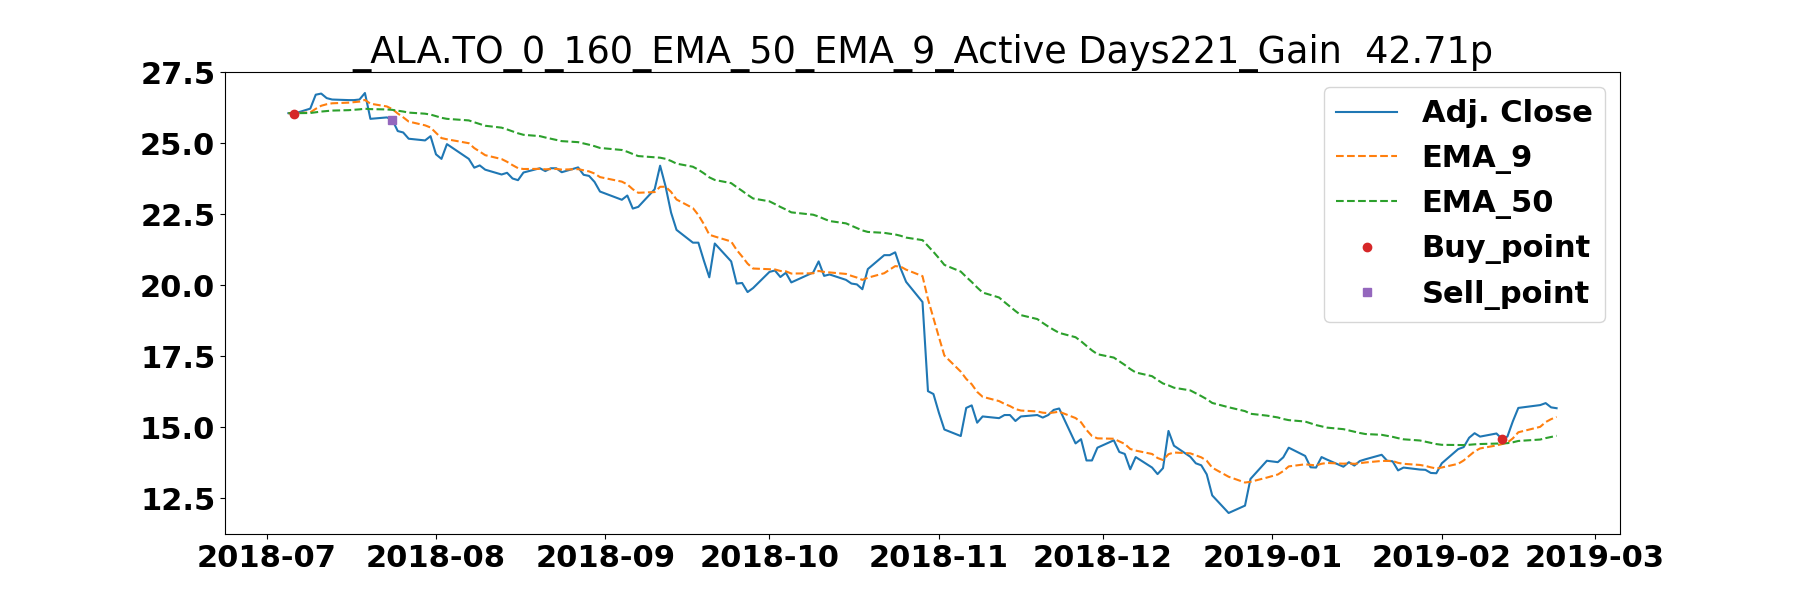 _ALA.TO_0_160_EMA_50_EMA_9_Active Days221_Gain  42.71p
27.5
25.0
22.5
20.0
17.5
15.0
12.5
Adj. Close
EMA_9
EMA_50
Buy_point
Sell_point
2018-07 2018-08 2018-09 2018-10 2018-11 2018-12 2019-01 2019-02 2019-03